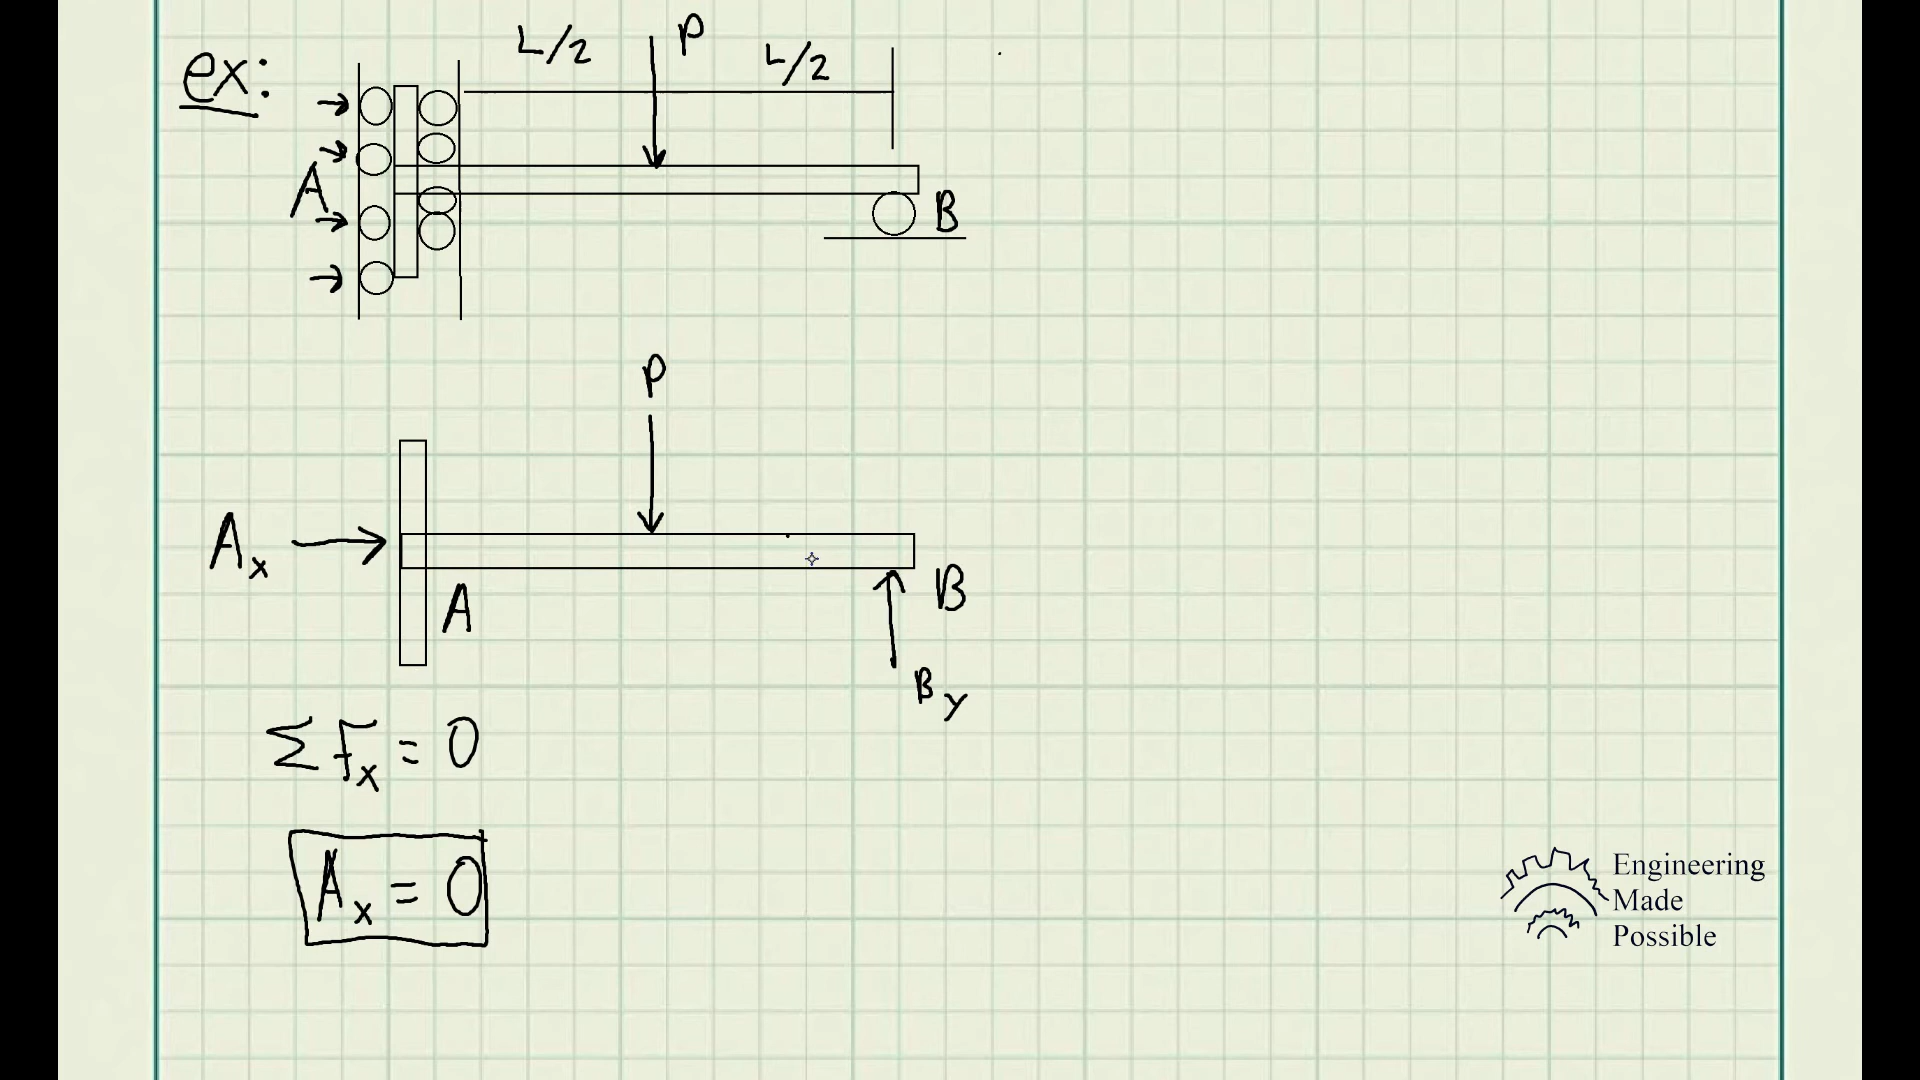 ex:
L/2
P
L/2
A
B
P
Ax
A
B
By
ΣFx = 0
Ax = 0
Engineering
Made
Possible